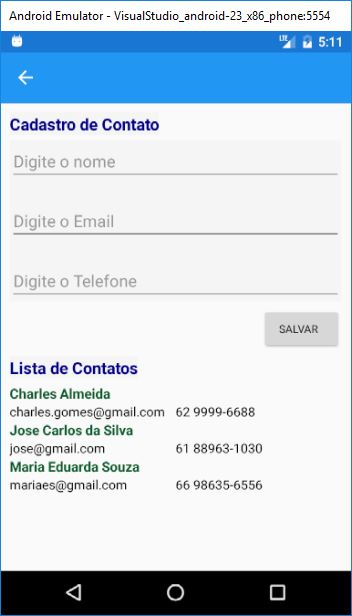 Android Emulator - VisualStudio_android-23_x86_phone:5554
LTE 5:11
Cadastro de Contato
Digite o nome
Digite o Email
Digite o Telefone
SALVAR
Lista de Contatos
Charles Almeida
charles.gomes@gmail.com 62 9999-6688
Jose Carlos da Silva
jose@gmail.com 61 88963-1030
Maria Eduarda Souza
mariaes@gmail.com 66 98635-6556